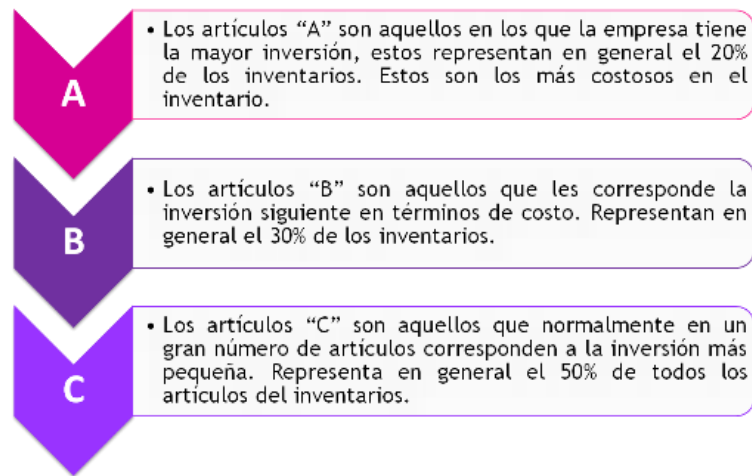 A
• Los artículos “A” son aquellos en los que la empresa tiene
la mayor inversión, estos representan en general el 20%
de los inventarios. Estos son los más costosos en el
inventario.
B
• Los artículos “B” son aquellos que les corresponde la
inversión siguiente en términos de costo. Representan en
general el 30% de los inventarios.
C
• Los artículos “C” son aquellos que normalmente en un
gran número de artículos corresponden a la inversión más
pequeña. Representa en general el 50% de todos los
artículos del inventarios.